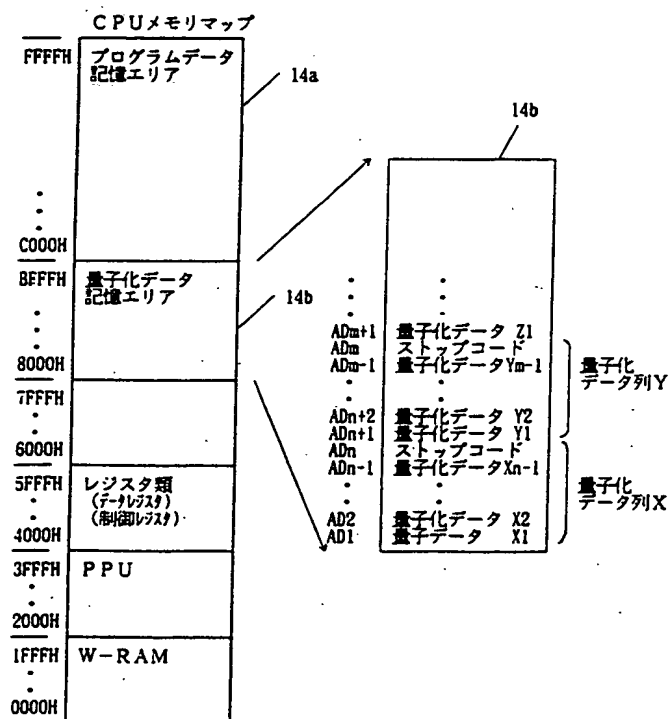 CPUメモリマップ
FFFFH プログラムデータ
記憶エリア
14a
C000H
BFFFH 量子化データ
記憶エリア
14b
8000H
7FFFH
6000H
5FFFH レジスタ類
(データレジスタ)
(制御レジスタ)
4000H
3FFFH PPU
2000H
1FFFH W-RAM
0000H
14b
ADm+1 量子化データ Z1
ADm ストップコード
ADm-1 量子化データYm-1
ADn+2 量子化データ Y2
ADn+1 量子化データ Y1
ADn ストップコード
ADn-1 量子化データXn-1
AD2 量子化データ X2
AD1 量子データ X1
量子化
データ列Y
量子化
データ列X